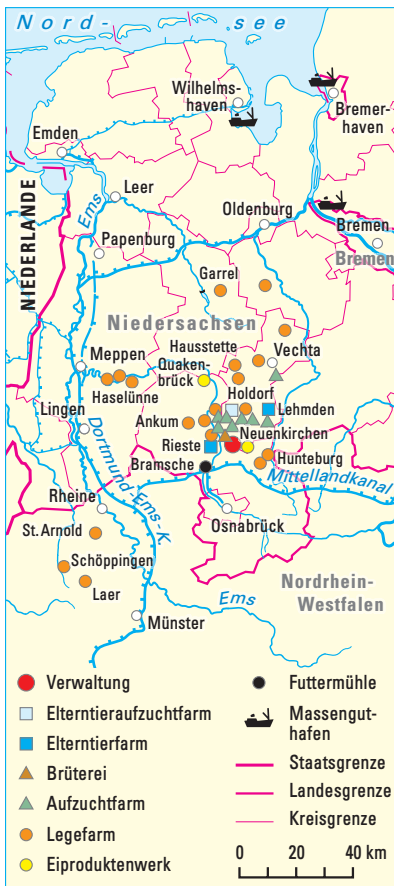 Nord-see
Wilhelms-
haven
Bremer-
haven
Emden
Leer
Oldenburg
Ems
NIEDERLANDE
Papenburg
Bremen
Bremen
Garrel
Niedersachsen
Hausstette
Meppen
Quaken-
brück
Vechta
Haselünne
Holdorf
Lehmden
Lingen
Ankum
Neuenkirchen
Rieste
Hunteburg
Bramsche
Mittellandkanal
Dortmund-Ems-K.
Rheine
Osnabrück
St. Arnold
Schöppingen
Nordrhein-
Westfalen
Laer
Ems
Münster
Verwaltung
Elterntieraufzuchtfarm
Elterntierfarm
Brüterei
Aufzuchtfarm
Legefarm
Eiproduktenwerk
Futtermühle
Massengut-
hafen
Staatsgrenze
Landesgrenze
Kreisgrenze
0 20 40 km